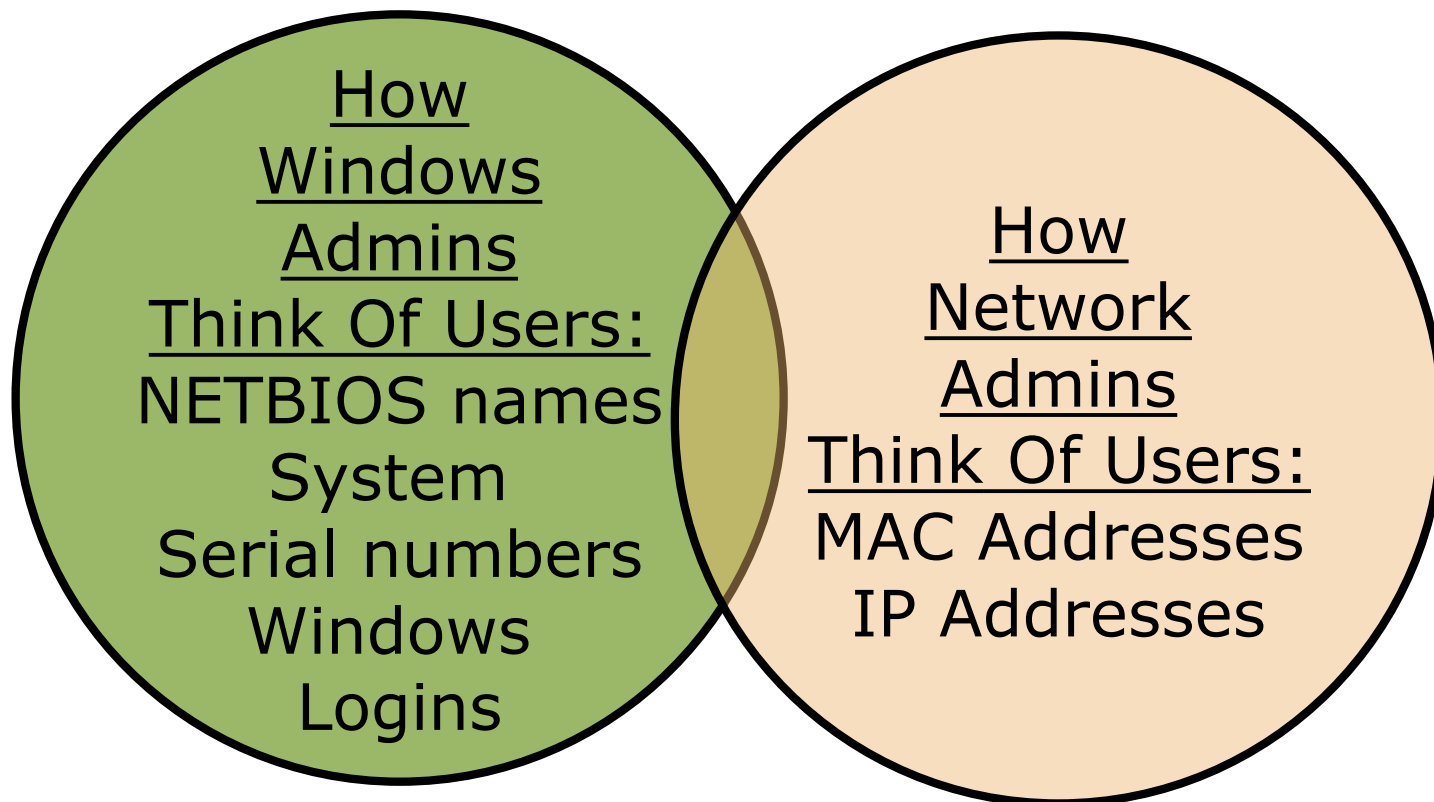 How
Windows
Admins
Think Of Users:
NETBIOS names
System
Serial numbers
Windows
Logins
How
Network
Admins
Think Of Users:
MAC Addresses
IP Addresses